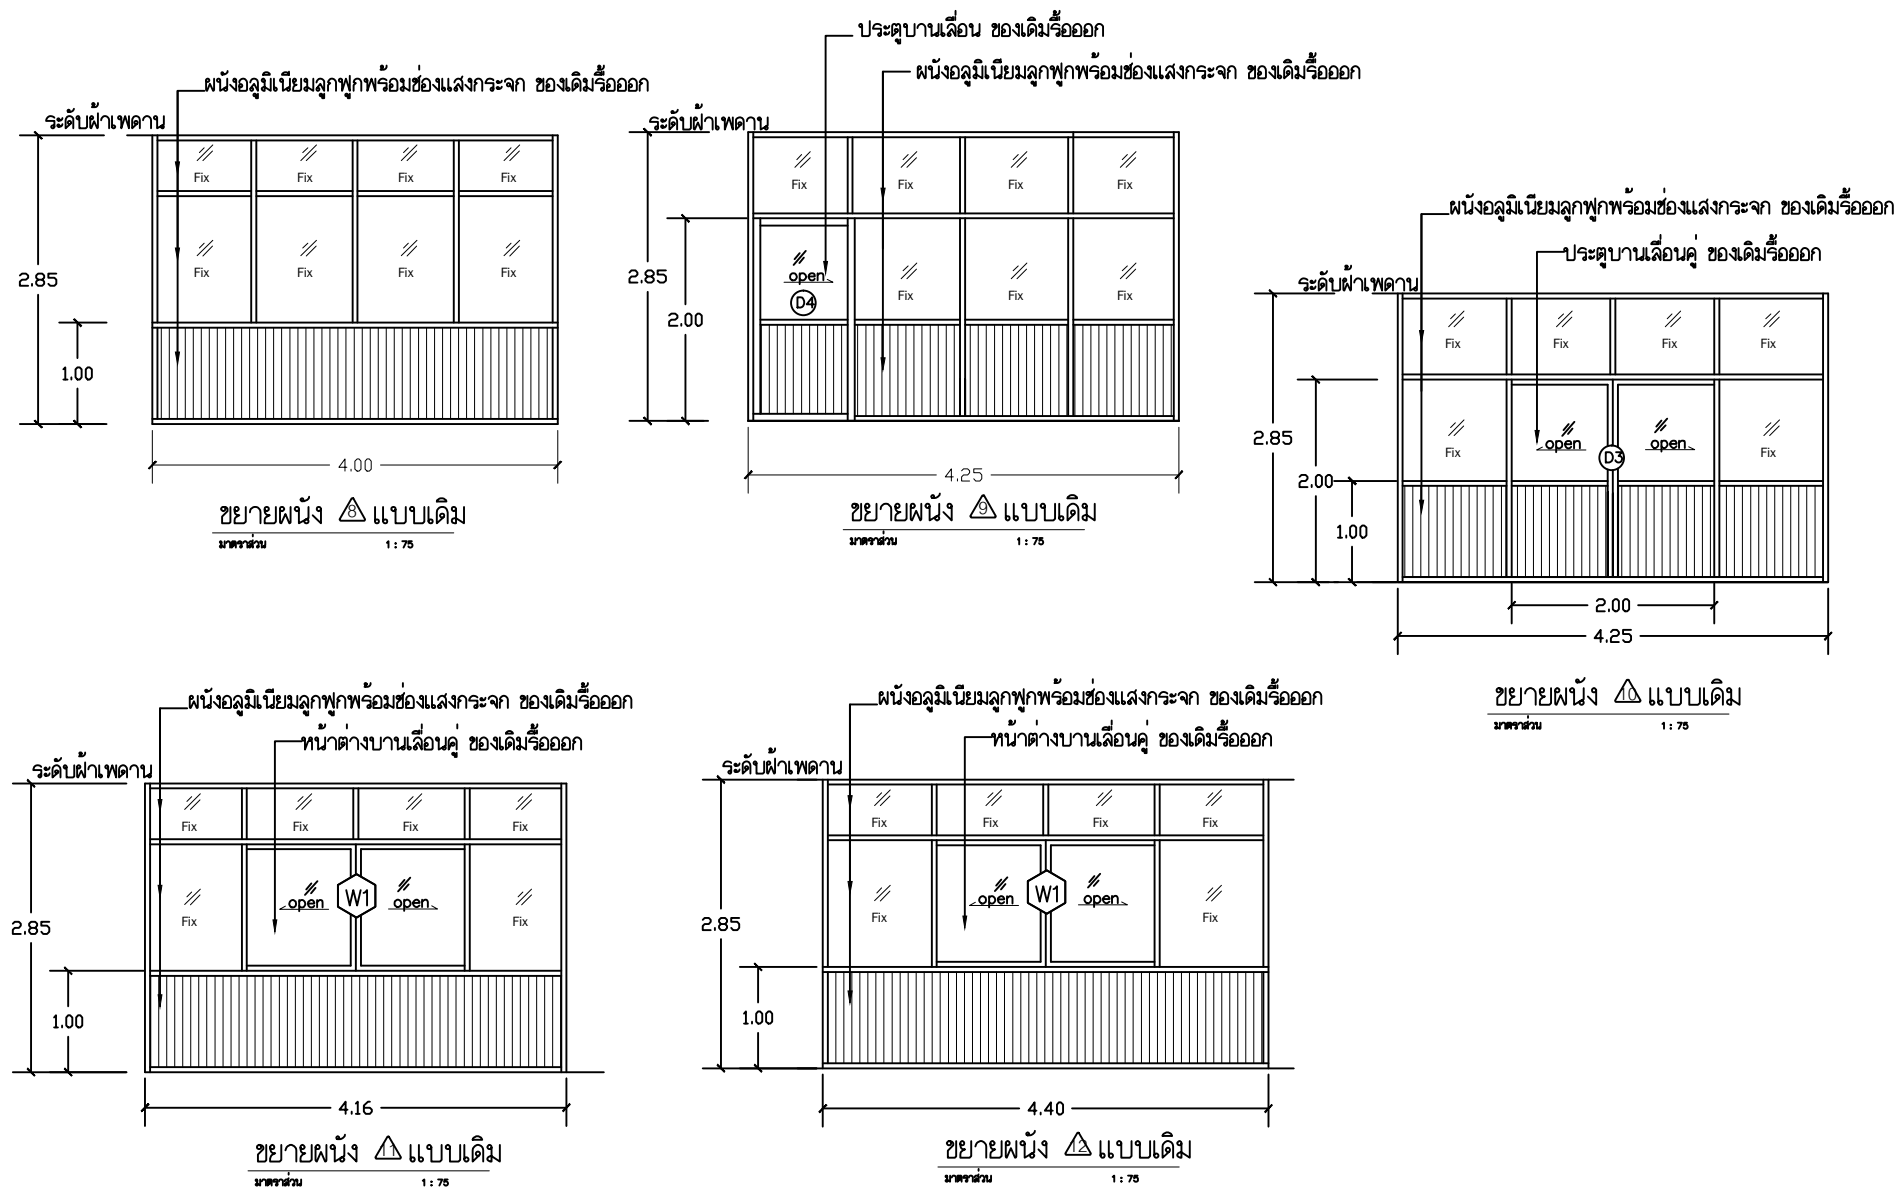 ผนังอลูมิเนียมลูกฟูกพร้อมช่องแสงกระจก ของเดิมรื้อออก
ระดับฝ้าเพดาน
Fix Fix Fix Fix
Fix Fix Fix Fix
2.85
1.00
4.00
ขยายผนัง 8 แบบเดิม
มาตราส่วน 1 : 75
ประตูบานเลื่อน ของเดิมรื้อออก
ผนังอลูมิเนียมลูกฟูกพร้อมช่องแสงกระจก ของเดิมรื้อออก
ระดับฝ้าเพดาน
Fix Fix Fix Fix
open Fix Fix Fix
D4
2.85
2.00
4.25
ขยายผนัง 9 แบบเดิม
มาตราส่วน 1 : 75
ผนังอลูมิเนียมลูกฟูกพร้อมช่องแสงกระจก ของเดิมรื้อออก
ประตูบานเลื่อนคู่ ของเดิมรื้อออก
ระดับฝ้าเพดาน
Fix Fix Fix Fix
Fix open open Fix
D3
2.85
2.00
1.00
2.00
4.25
ขยายผนัง 10 แบบเดิม
มาตราส่วน 1 : 75
ผนังอลูมิเนียมลูกฟูกพร้อมช่องแสงกระจก ของเดิมรื้อออก
หน้าต่างบานเลื่อนคู่ ของเดิมรื้อออก
ระดับฝ้าเพดาน
Fix Fix Fix Fix
Fix open W1 open Fix
2.85
1.00
4.16
ขยายผนัง 11 แบบเดิม
มาตราส่วน 1 : 75
ผนังอลูมิเนียมลูกฟูกพร้อมช่องแสงกระจก ของเดิมรื้อออก
หน้าต่างบานเลื่อนคู่ ของเดิมรื้อออก
ระดับฝ้าเพดาน
Fix Fix Fix Fix
Fix open W1 open Fix
2.85
1.00
4.40
ขยายผนัง 12 แบบเดิม
มาตราส่วน 1 : 75